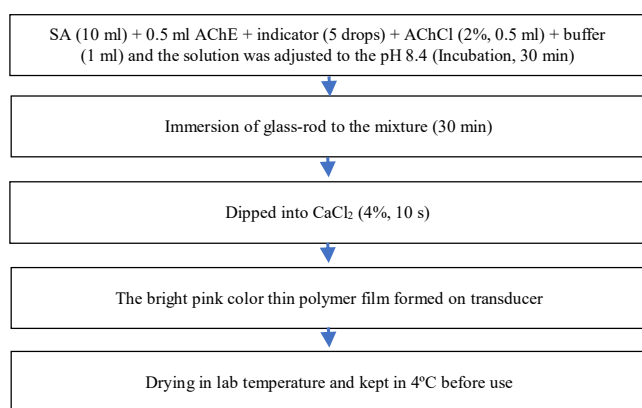 SA (10 ml) + 0.5 ml AChE + indicator (5 drops) + AChCl (2%, 0.5 ml) + buffer
(1 ml) and the solution was adjusted to the pH 8.4 (Incubation, 30 min)
Immersion of glass-rod to the mixture (30 min)
Dipped into CaCl₂ (4%, 10 s)
The bright pink color thin polymer film formed on transducer
Drying in lab temperature and kept in 4ºC before use